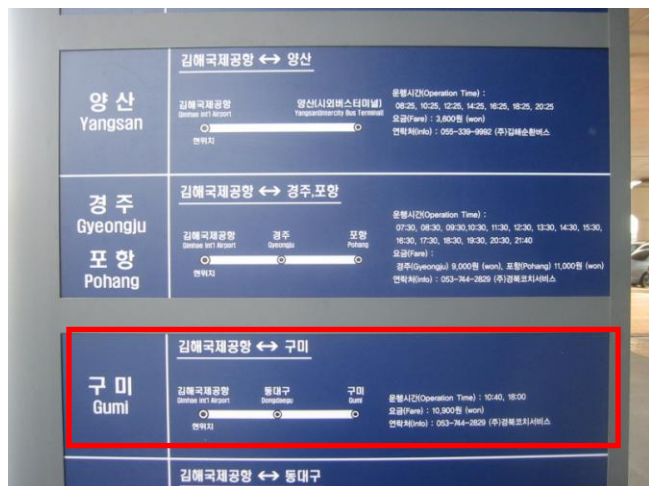 김해국제공항 ↔ 양산
양 산
Yangsan
김해국제공항 양산(시외버스터미널)
Gimhae Int'l Airport Yangsanintercity Bus Terminal
현위치
운행시간(Operation Time) :
08:25, 10:25, 12:25, 14:25, 16:25, 18:25, 20:25
요금(Fare) : 3,600원 (won)
연락처(Info) : 055-339-9992 (주)김해순환버스
김해국제공항 ↔ 경주,포항
경 주
Gyeongju
포 항
Pohang
김해국제공항 경주 포항
Gimhae Int'l Airport Gyeongju Pohang
현위치
운행시간(Operation Time) :
07:30, 08:30, 09:30,10:30, 11:30, 12:30, 13:30, 14:30, 15:30,
16:30, 17:30, 18:30, 19:30, 20:30, 21:40
요금(Fare) :
경주(Gyeongju) 9,000원 (won), 포항(Pohang) 11,000원 (won)
연락처(Info) : 053-744-2829 (주)경북코치서비스
김해국제공항 ↔ 구미
구 미
Gumi
김해국제공항 동대구 구미
Gimhae Int'l Airport Dongdaegu Gumi
현위치
운행시간(Operation Time) : 10:40, 18:00
요금(Fare) : 10,900원 (won)
연락처(Info) : 053-744-2829 (주)경북코치서비스
김해국제공항 ↔ 동대구